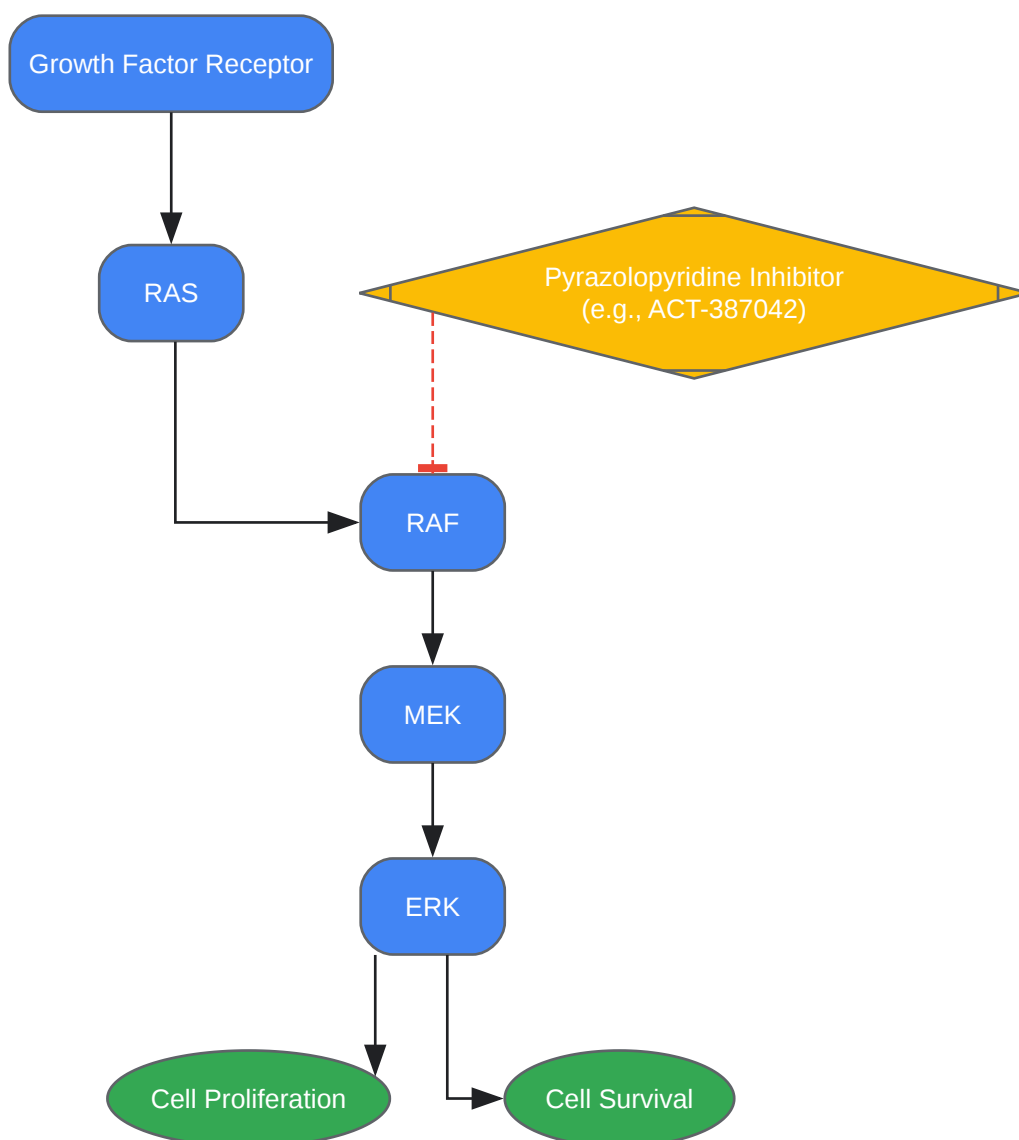 Growth Factor Receptor
RAS
Pyrazolopyridine Inhibitor
(e.g., ACT-387042)
RAF
MEK
ERK
Cell Proliferation
Cell Survival